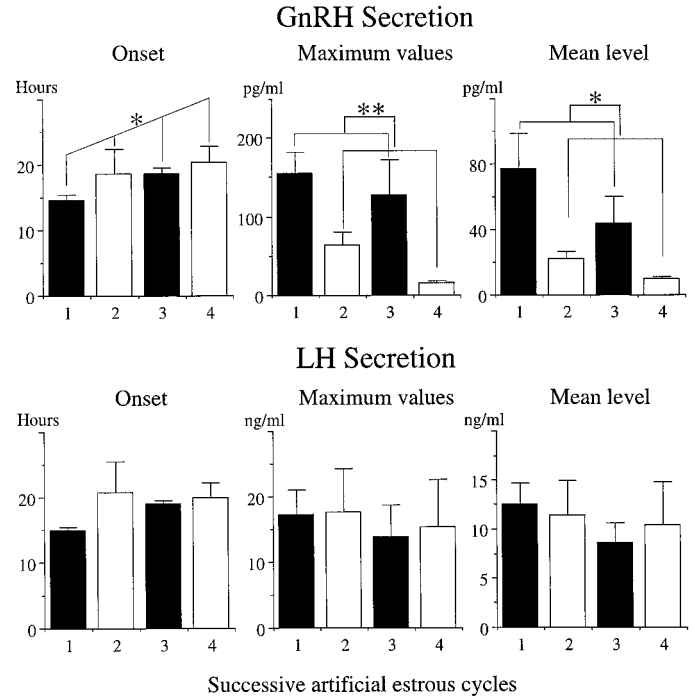 GnRH Secretion
Onset Maximum values Mean level
Hours pg/ml pg/ml
* ** *
200 80
20
100 40
10
0 0 0
1 2 3 4 1 2 3 4 1 2 3 4
LH Secretion
Onset Maximum values Mean level
Hours ng/ml ng/ml
15
20 20
10
10 10
5
0 0 0
1 2 3 4 1 2 3 4 1 2 3 4
Successive artificial estrous cycles